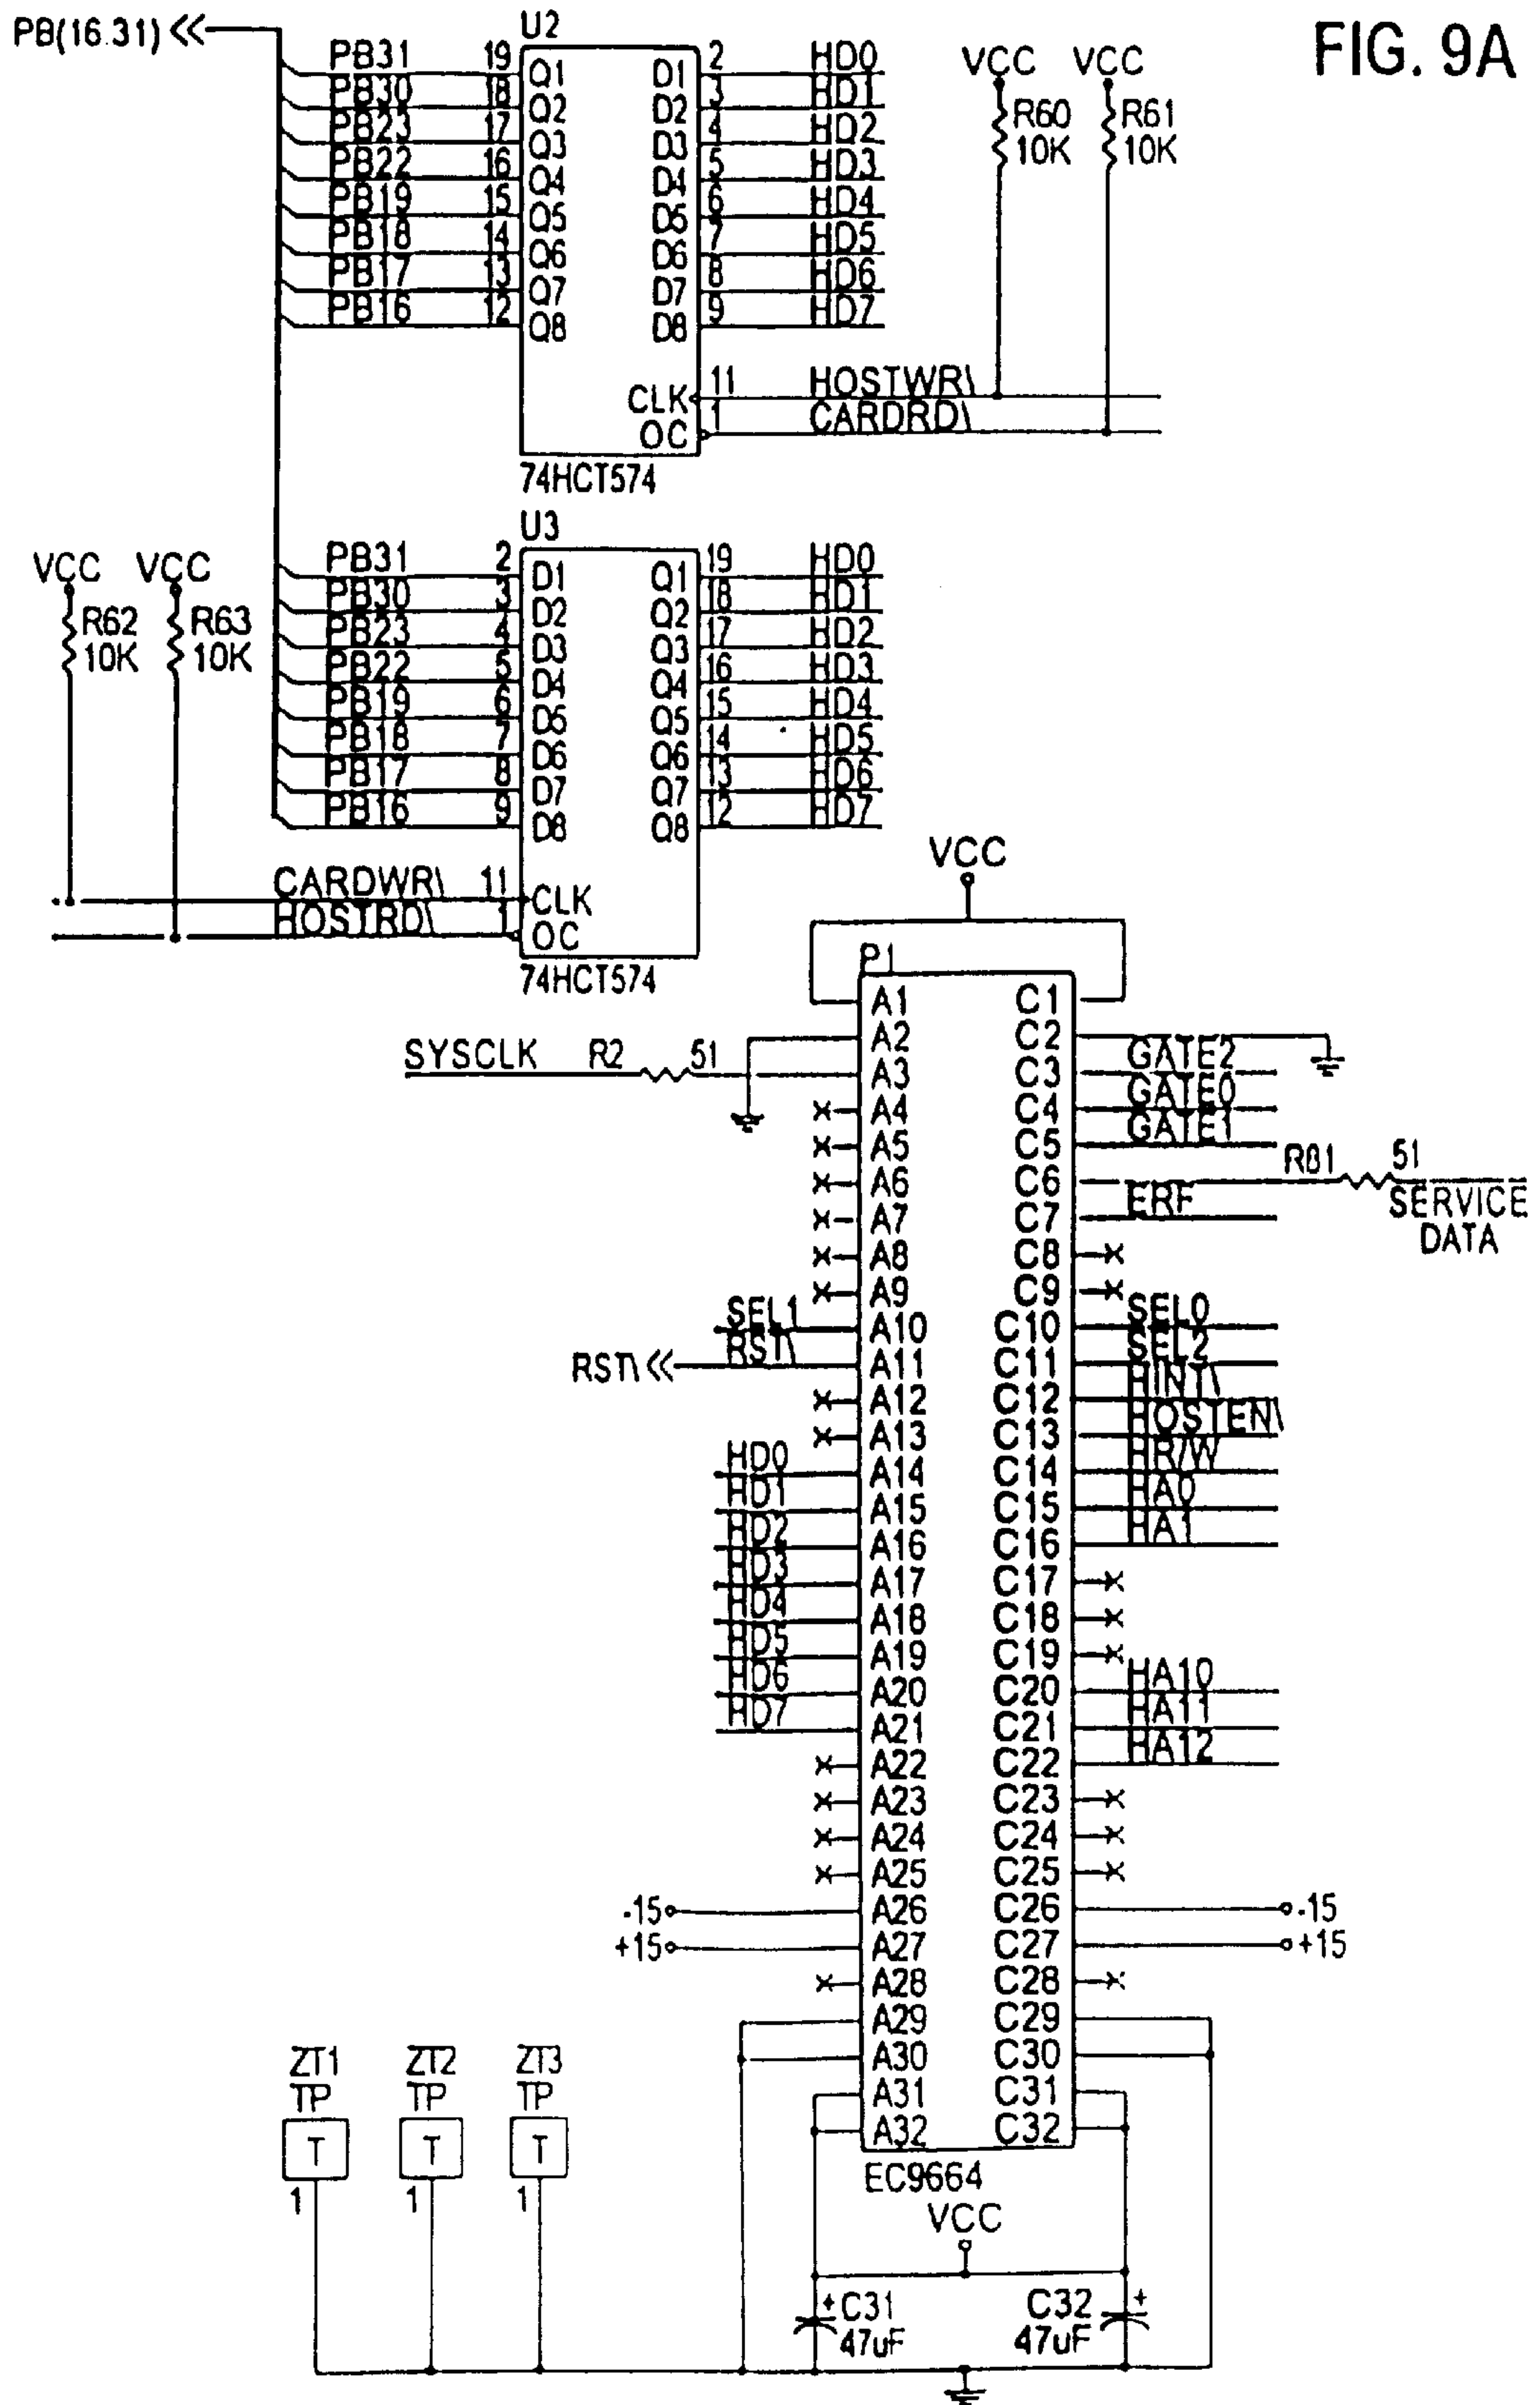 FIG. 9A
PB(16.31)
U2
PB31 19 Q1 D1 2 HD0
PB30 18 Q2 D2 3 HD1
PB23 17 Q3 D3 4 HD2
PB22 16 Q4 D4 5 HD3
PB19 15 Q5 D5 6 HD4
PB18 14 Q6 D6 7 HD5
PB17 13 Q7 D7 8 HD6
PB16 12 Q8 D8 9 HD7
CLK 11 HOSTWR\
OC 1 CARDRD\
74HCT574
VCC VCC
R60 R61
10K 10K
U3
PB31 2 D1 Q1 19 HD0
PB30 3 D2 Q2 18 HD1
PB23 4 D3 Q3 17 HD2
PB22 5 D4 Q4 16 HD3
PB19 6 D5 Q5 15 HD4
PB18 7 D6 Q6 14 HD5
PB17 8 D7 Q7 13 HD6
PB16 9 D8 Q8 12 HD7
CARDWR\ 11 CLK
HOSTRD\ 1 OC
74HCT574
VCC VCC
R62 R63
10K 10K
VCC
P1
A1 C1
A2 C2
SYSCLK R2 51 A3 C3 GATE2
A4 C4 GATE0
A5 C5 GATE1
A6 C6 R81 51 SERVICE DATA
A7 C7 ERF
A8 C8
A9 C9
SEL1 A10 C10 SEL0
RST\ RST\ A11 C11 SEL2
A12 C12 HINT\
A13 C13 HOSTEN\
HD0 A14 C14 HR/W
HD1 A15 C15 HA0
HD2 A16 C16 HA1
HD3 A17 C17
HD4 A18 C18
HD5 A19 C19
HD6 A20 C20 HA10
HD7 A21 C21 HA11
A22 C22 HA12
A23 C23
A24 C24
A25 C25
-15 A26 C26 -15
+15 A27 C27 +15
A28 C28
A29 C29
A30 C30
A31 C31
A32 C32
EC9664
ZT1 ZT2 ZT3
TP TP TP
T T T
1 1 1
VCC
+ C31 C32 +
47uF 47uF